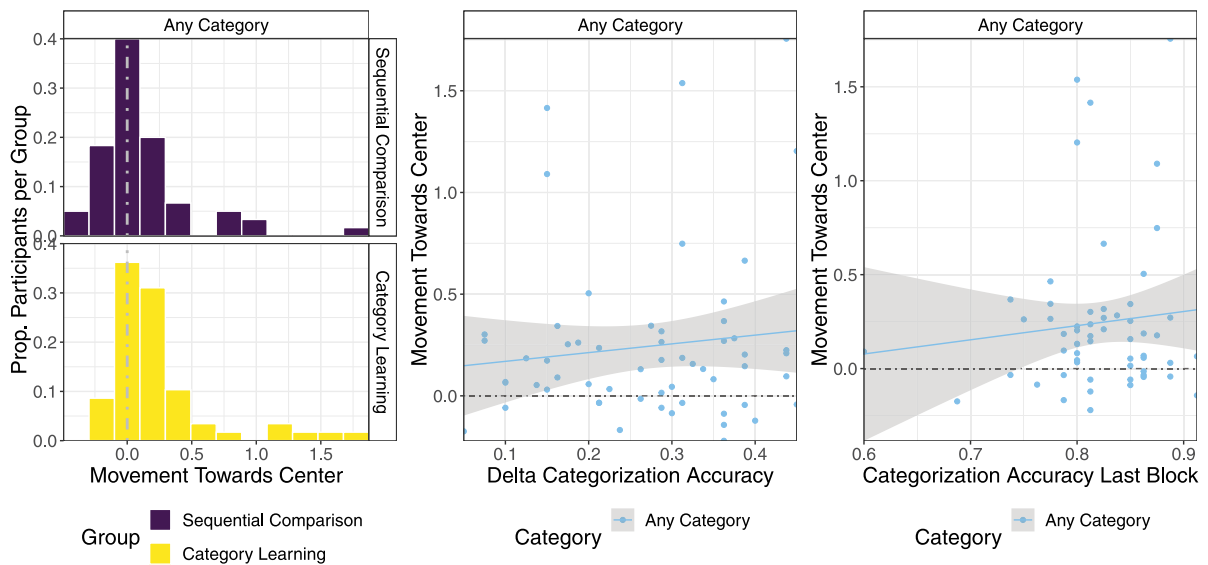 Any Category
Prop. Participants per Group
0.4
0.3
0.2
0.1
0.0
Sequential Comparison
0.4
0.3
0.2
0.1
0.0
Category Learning
0.0 0.5 1.0 1.5
Movement Towards Center
Group
Sequential Comparison
Category Learning
Any Category
Movement Towards Center
1.5
1.0
0.5
0.0
0.1 0.2 0.3 0.4
Delta Categorization Accuracy
Category
Any Category
Any Category
Movement Towards Center
1.5
1.0
0.5
0.0
0.6 0.7 0.8 0.9
Categorization Accuracy Last Block
Category
Any Category